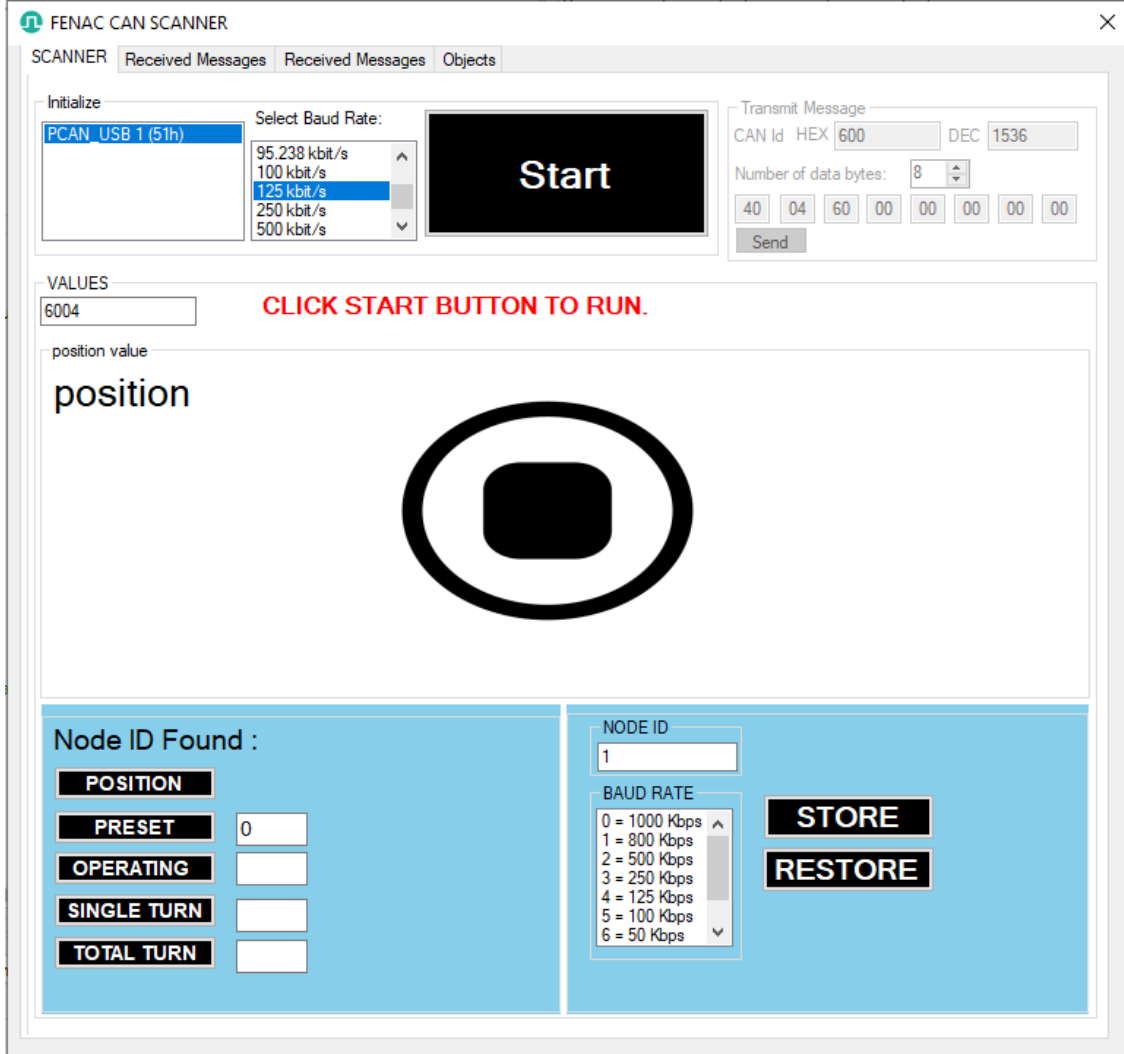 FENAC CAN SCANNER
SCANNER Received Messages Received Messages Objects
Initialize
PCAN_USB 1 (51h)
Select Baud Rate:
95.238 kbit/s
100 kbit/s
125 kbit/s
250 kbit/s
500 kbit/s
Start
Transmit Message
CAN Id HEX 600 DEC 1536
Number of data bytes: 8
40 04 60 00 00 00 00 00
Send
VALUES
6004
CLICK START BUTTON TO RUN.
position value
position
Node ID Found :
POSITION
PRESET 0
OPERATING
SINGLE TURN
TOTAL TURN
NODE ID
1
BAUD RATE
0 = 1000 Kbps
1 = 800 Kbps
2 = 500 Kbps
3 = 250 Kbps
4 = 125 Kbps
5 = 100 Kbps
6 = 50 Kbps
STORE
RESTORE